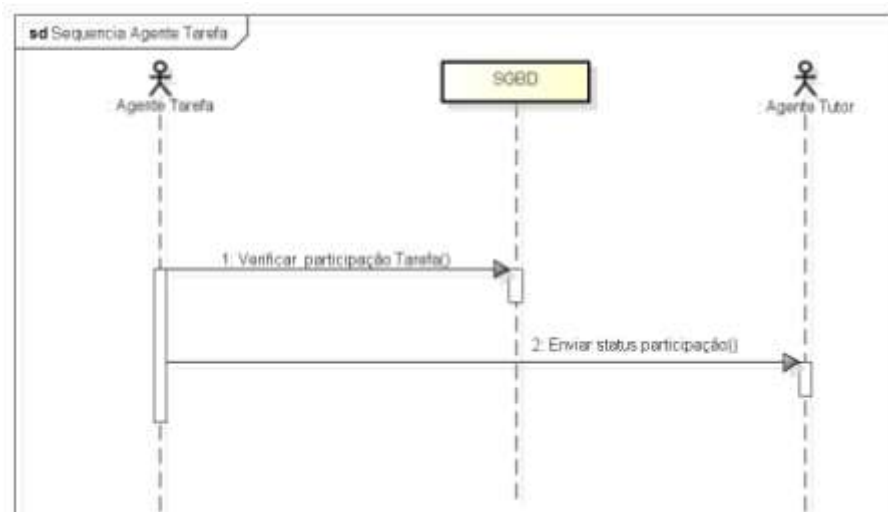 sd Sequencia Agente Tarefa
Agente Tarefa
SGBD
: Agente Tutor
1: Verificar participação Tarefa()
2: Enviar status participação()